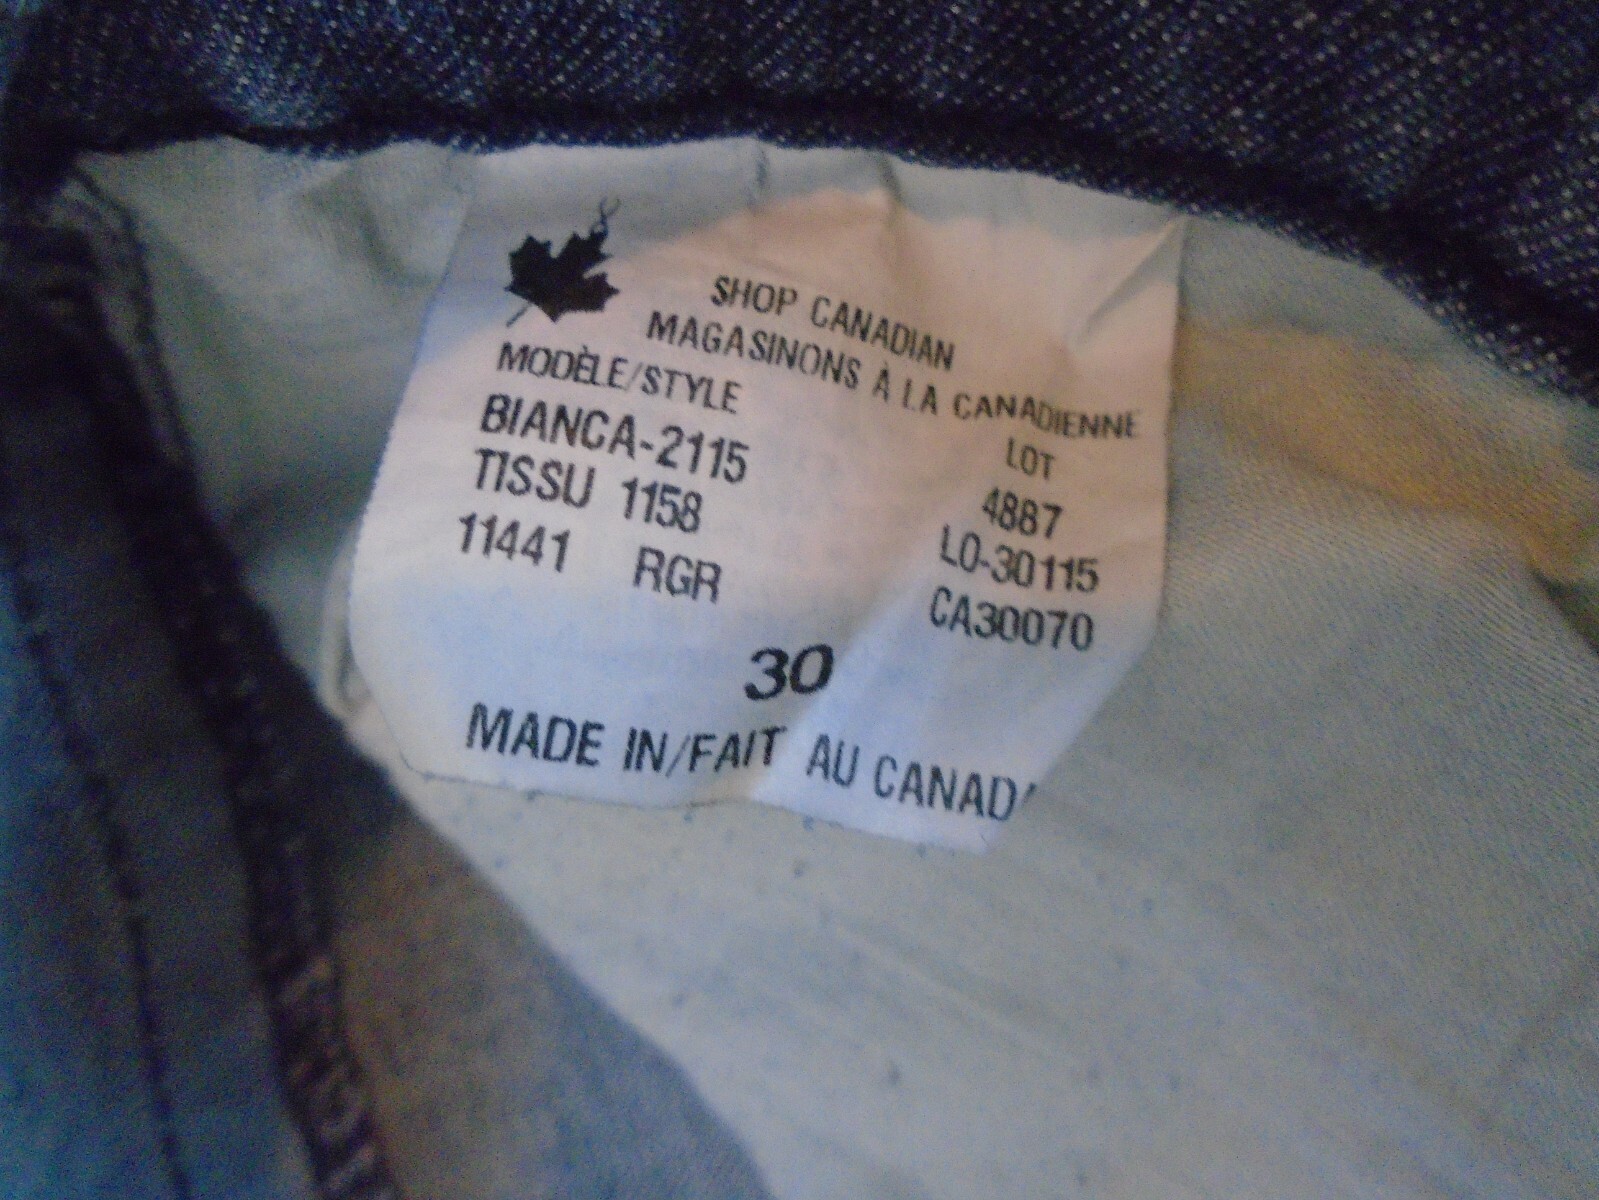 SHOP CANADIAN
MAGASINONS À LA CANADIENNE
MODÈLE/STYLE LOT
BIANCA-2115 4887
TISSU 1158 LO-30115
11441 RGR CA30070
30
MADE IN/FAIT AU CANADA